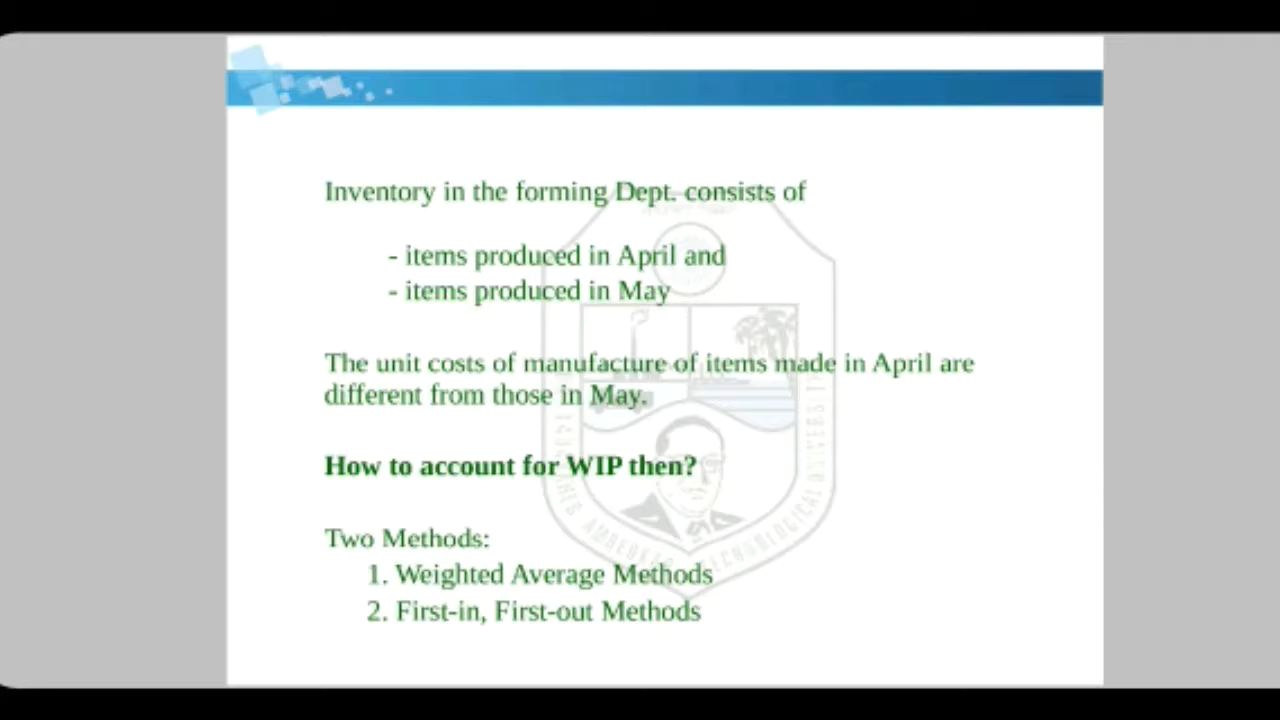 Inventory in the forming Dept. consists of
- items produced in April and
- items produced in May
The unit costs of manufacture of items made in April are
different from those in May.
How to account for WIP then?
Two Methods:
1. Weighted Average Methods
2. First-in, First-out Methods